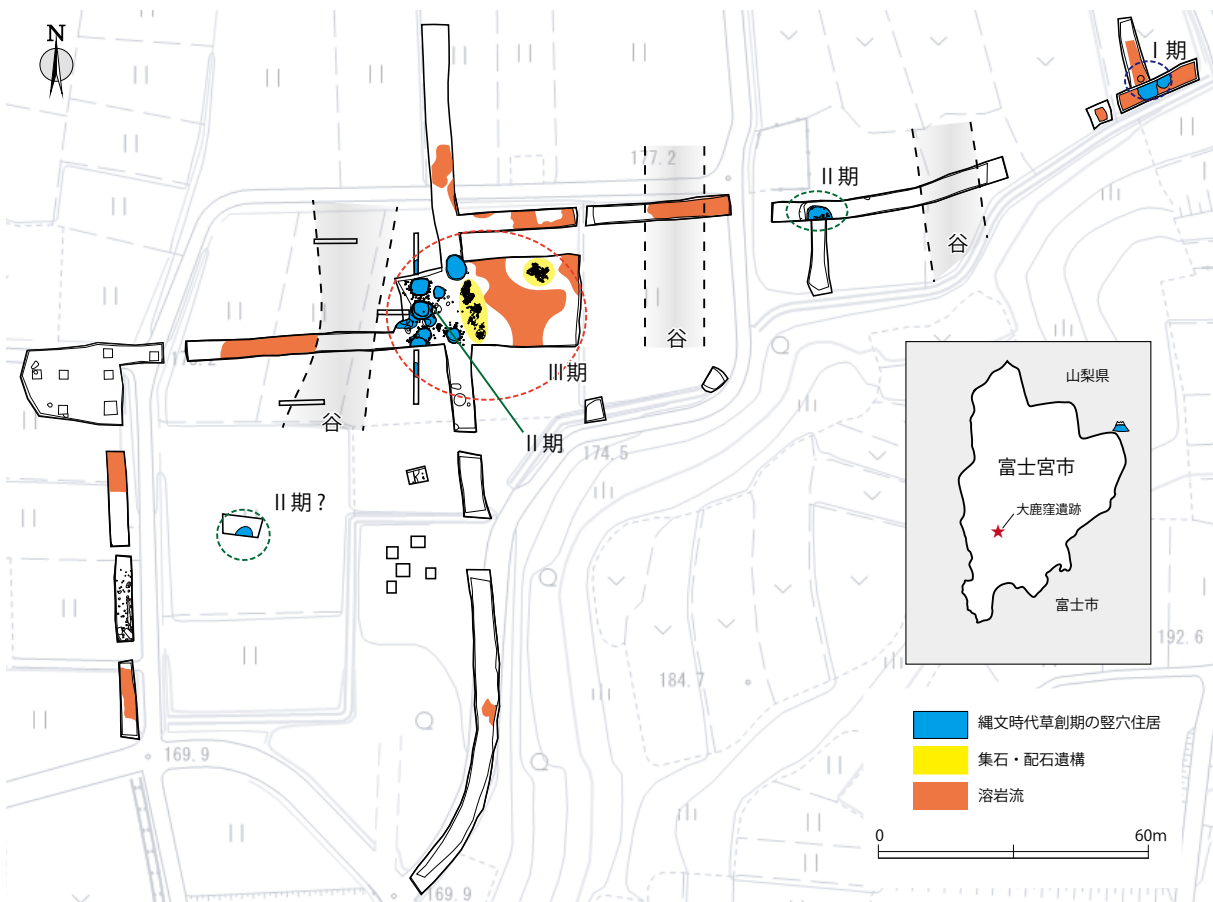 N
Ⅰ期
177.2
Ⅱ期
谷
谷
Ⅲ期
谷
Ⅱ期
174.5
Ⅱ期?
山梨県
富士宮市
大鹿窪遺跡
富士市
192.6
184.7
169.9
縄文時代草創期の竪穴住居
集石・配石遺構
溶岩流
0
60m
169.9